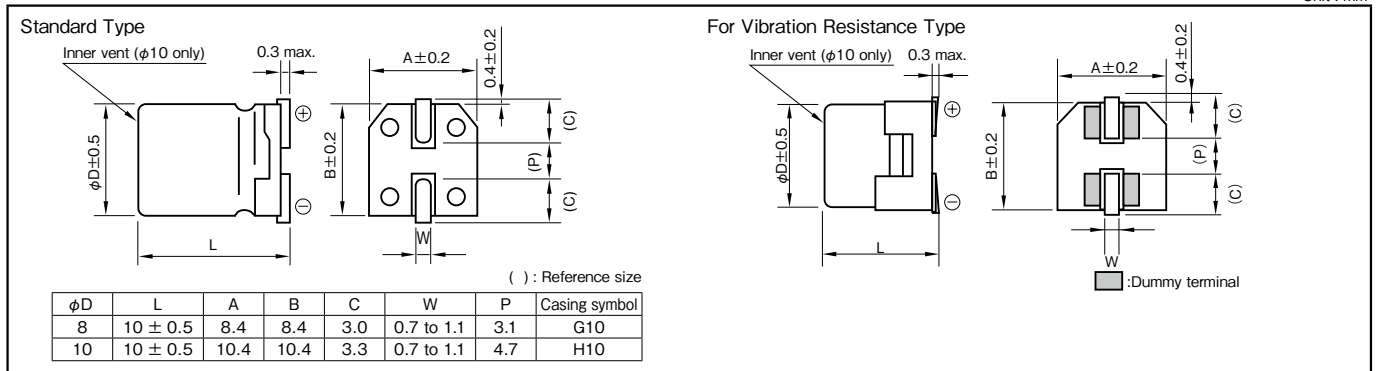 Standard Type
Inner vent (φ10 only)
0.3 max.
A±0.2
0.4±0.2
φD±0.5
B±0.2
(C)
(P)
(C)
L
W
⊕
⊖
( ) : Reference size
φD L A B C W P Casing symbol
8 10 ± 0.5 8.4 8.4 3.0 0.7 to 1.1 3.1 G10
10 10 ± 0.5 10.4 10.4 3.3 0.7 to 1.1 4.7 H10
For Vibration Resistance Type
Inner vent (φ10 only)
0.3 max.
A±0.2
0.4±0.2
φD±0.5
B±0.2
(C)
(P)
(C)
L
W
⊕
⊖
:Dummy terminal